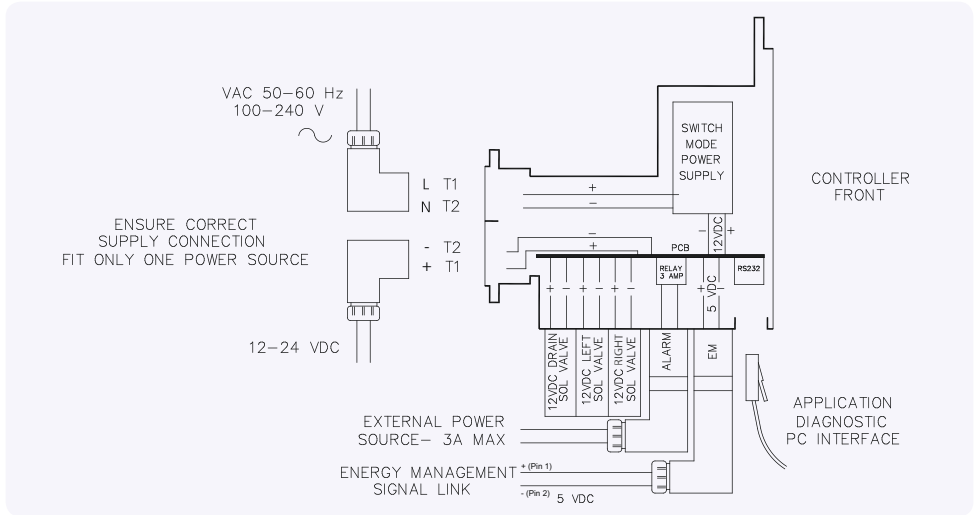 VAC 50-60 Hz
100-240 V
L T1
N T2
ENSURE CORRECT
SUPPLY CONNECTION
FIT ONLY ONE POWER SOURCE
- T2
+ T1
12-24 VDC
SWITCH
MODE
POWER
SUPPLY
CONTROLLER
FRONT
+
-
- 12VDC +
-
+
PCB
RELAY
3 AMP
RS232
+ - + - + -
+ 5 VDC -
12VDC DRAIN
SOL VALVE
12VDC LEFT
SOL VALVE
12VDC RIGHT
SOL VALVE
ALARM
EM
EXTERNAL POWER
SOURCE- 3A MAX
ENERGY MANAGEMENT
SIGNAL LINK
+ (Pin 1)
- (Pin 2) 5 VDC
APPLICATION
DIAGNOSTIC
PC INTERFACE